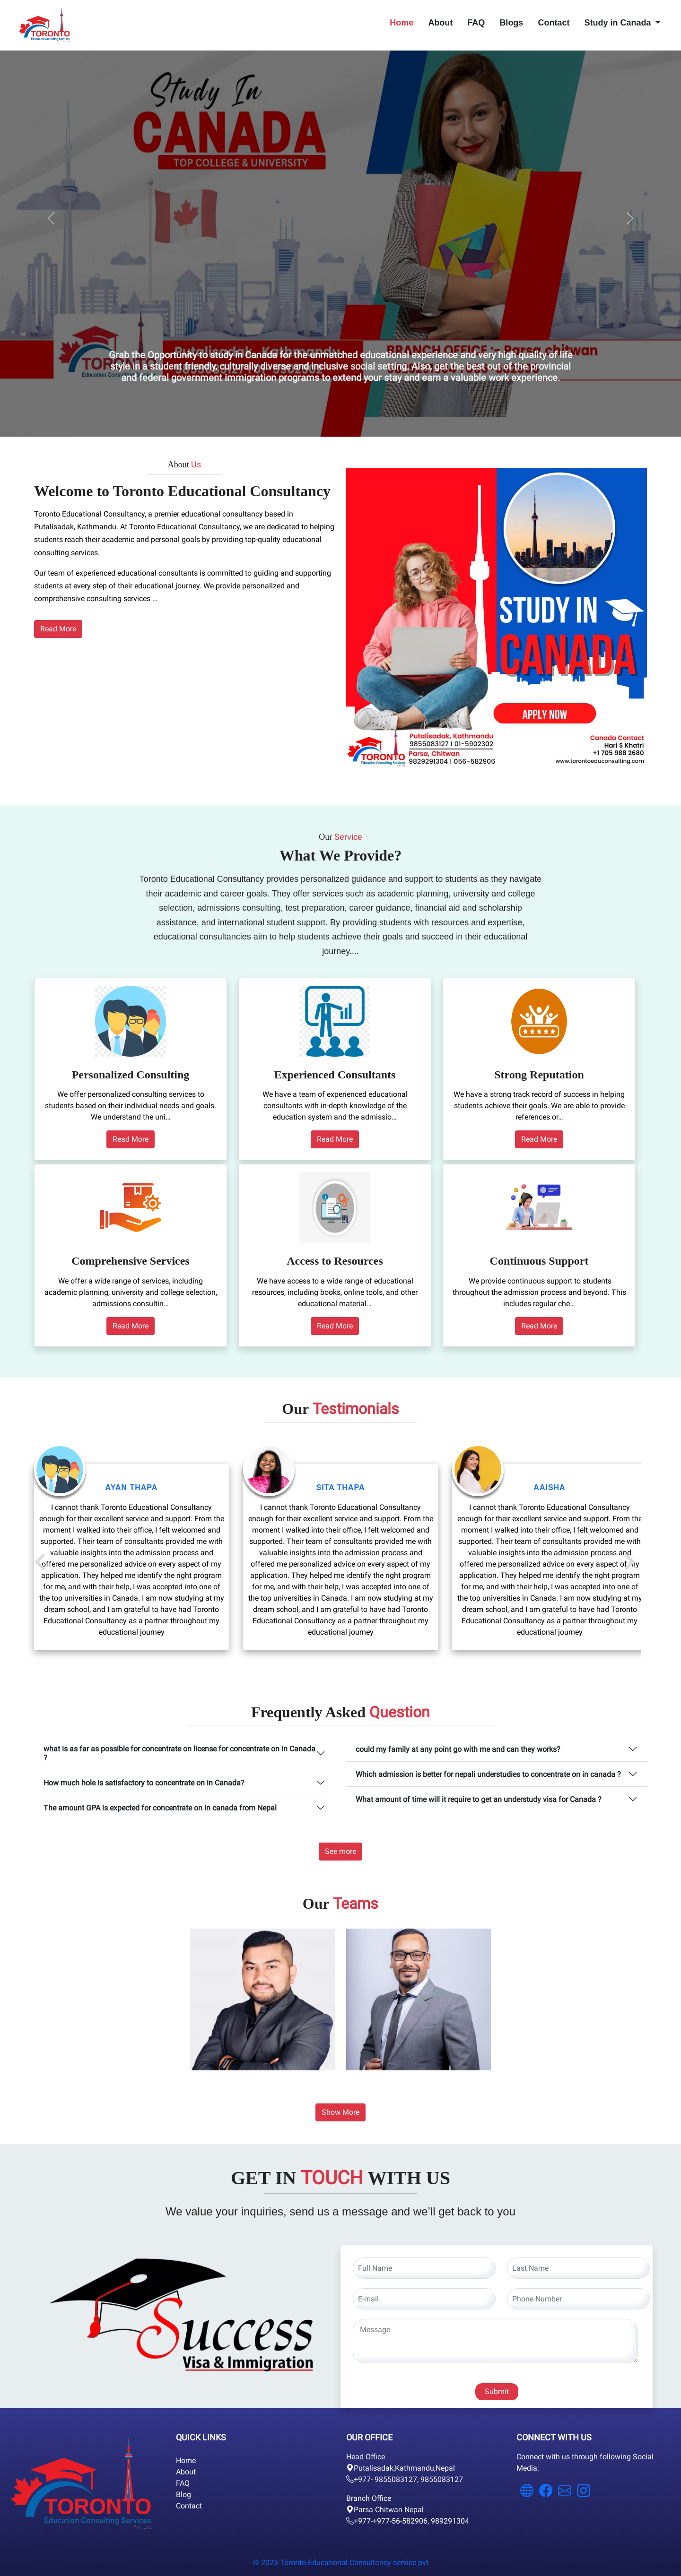 TORONTO
Educational Consulting Services
Home
About
FAQ
Blogs
Contact
Study in Canada
Study In
CANADA
TOP COLLEGE & UNIVERSITY
TORONTO
Putalisadak, Kathmandu
BRANCH OFFICE :- Parsa, chitwan
Grab the Opportunity to study in Canada for the unmatched educational experience and very high quality of life
style in a student friendly, culturally diverse and inclusive social setting. Also, get the best out of the provincial
and federal government immigration programs to extend your stay and earn a valuable work experience.
About Us
Welcome to Toronto Educational Consultancy
Toronto Educational Consultancy, a premier educational consultancy based in
Putalisadak, Kathmandu. At Toronto Educational Consultancy, we are dedicated to helping
students reach their academic and personal goals by providing top-quality educational
consulting services.
Our team of experienced educational consultants is committed to guiding and supporting
students at every step of their educational journey. We provide personalized and
comprehensive consulting services ...
Read More
STUDY IN
CANADA
APPLY NOW
TORONTO
Educational Consulting Services
Putalisadak, Kathmandu
9855083127 I 01-5902302
Parsa, Chitwan
9829291304 I 056-582906
Canada Contact
Hari S Khatri
+1 705 988 2680
www.torontoeduconsulting.com
Our Service
What We Provide?
Toronto Educational Consultancy provides personalized guidance and support to students as they navigate
their academic and career goals. They offer services such as academic planning, university and college
selection, admissions consulting, test preparation, career guidance, financial aid and scholarship
assistance, and international student support. By providing students with resources and expertise,
educational consultancies aim to help students achieve their goals and succeed in their educational
journey....
Personalized Consulting
We offer personalized consulting services to
students based on their individual needs and goals.
We understand the uni...
Read More
Experienced Consultants
We have a team of experienced educational
consultants with in-depth knowledge of the
education system and the admissio...
Read More
Strong Reputation
We have a strong track record of success in helping
students achieve their goals. We are able to provide
references or...
Read More
Comprehensive Services
We offer a wide range of services, including
academic planning, university and college selection,
admissions consultin...
Read More
Access to Resources
We have access to a wide range of educational
resources, including books, online tools, and other
educational material...
Read More
Continuous Support
We provide continuous support to students
throughout the admission process and beyond. This
includes regular che...
Read More
Our Testimonials
AYAN THAPA
I cannot thank Toronto Educational Consultancy
enough for their excellent service and support. From the
moment I walked into their office, I felt welcomed and
supported. Their team of consultants provided me with
valuable insights into the admission process and
offered me personalized advice on every aspect of my
application. They helped me identify the right program
for me, and with their help, I was accepted into one of
the top universities in Canada. I am now studying at my
dream school, and I am grateful to have had Toronto
Educational Consultancy as a partner throughout my
educational journey
SITA THAPA
I cannot thank Toronto Educational Consultancy
enough for their excellent service and support. From the
moment I walked into their office, I felt welcomed and
supported. Their team of consultants provided me with
valuable insights into the admission process and
offered me personalized advice on every aspect of my
application. They helped me identify the right program
for me, and with their help, I was accepted into one of
the top universities in Canada. I am now studying at my
dream school, and I am grateful to have had Toronto
Educational Consultancy as a partner throughout my
educational journey
AAISHA
I cannot thank Toronto Educational Consultancy
enough for their excellent service and support. From the
moment I walked into their office, I felt welcomed and
supported. Their team of consultants provided me with
valuable insights into the admission process and
offered me personalized advice on every aspect of my
application. They helped me identify the right program
for me, and with their help, I was accepted into one of
the top universities in Canada. I am now studying at my
dream school, and I am grateful to have had Toronto
Educational Consultancy as a partner throughout my
educational journey
Frequently Asked Question
what is as far as possible for concentrate on license for concentrate on in Canada
?
How much hole is satisfactory to concentrate on in Canada?
The amount GPA is expected for concentrate on in canada from Nepal
could my family at any point go with me and can they works?
Which admission is better for nepali understudies to concentrate on in canada ?
What amount of time will it require to get an understudy visa for Canada ?
See more
Our Teams
Show More
GET IN TOUCH WITH US
We value your inquiries, send us a message and we'll get back to you
Success
Visa & Immigration
Full Name
Last Name
E-mail
Phone Number
Message
Submit
TORONTO
Education Consulting Services
Pvt. Ltd
QUICK LINKS
Home
About
FAQ
Blog
Contact
OUR OFFICE
Head Office
Putalisadak,Kathmandu,Nepal
+977- 9855083127, 9855083127
Branch Office
Parsa Chitwan Nepal
+977-+977-56-582906, 989291304
CONNECT WITH US
Connect with us through following Social
Media:
© 2023 Toronto Educational Consultancy service pvt